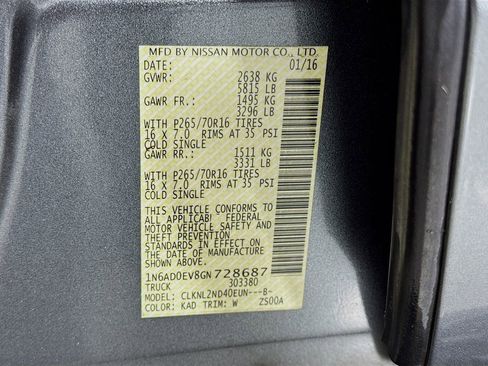 MFD BY NISSAN MOTOR CO., LTD.
DATE: 01/16
GVWR: 2638 KG
5815 LB
GAWR FR.: 1495 KG
3296 LB
WITH P265/70R16 TIRES
16 X 7.0 RIMS AT 35 PSI
COLD SINGLE
GAWR RR.: 1511 KG
3331 LB
WITH P265/70R16 TIRES
16 X 7.0 RIMS AT 35 PSI
COLD SINGLE
THIS VEHICLE CONFORMS TO
ALL APPLICABL FEDERAL
MOTOR VEHICLE SAFETY AND
THEFT PREVENTION
STANDARDS IN EFFECT ON
THE DATE OF MANUFACTURE
SHOWN ABOVE.
1N6AD0EV8GN728687
TRUCK 303380
MODEL: CLKNL2ND40EUN---B-
COLOR: KAD TRIM: W ZS00A